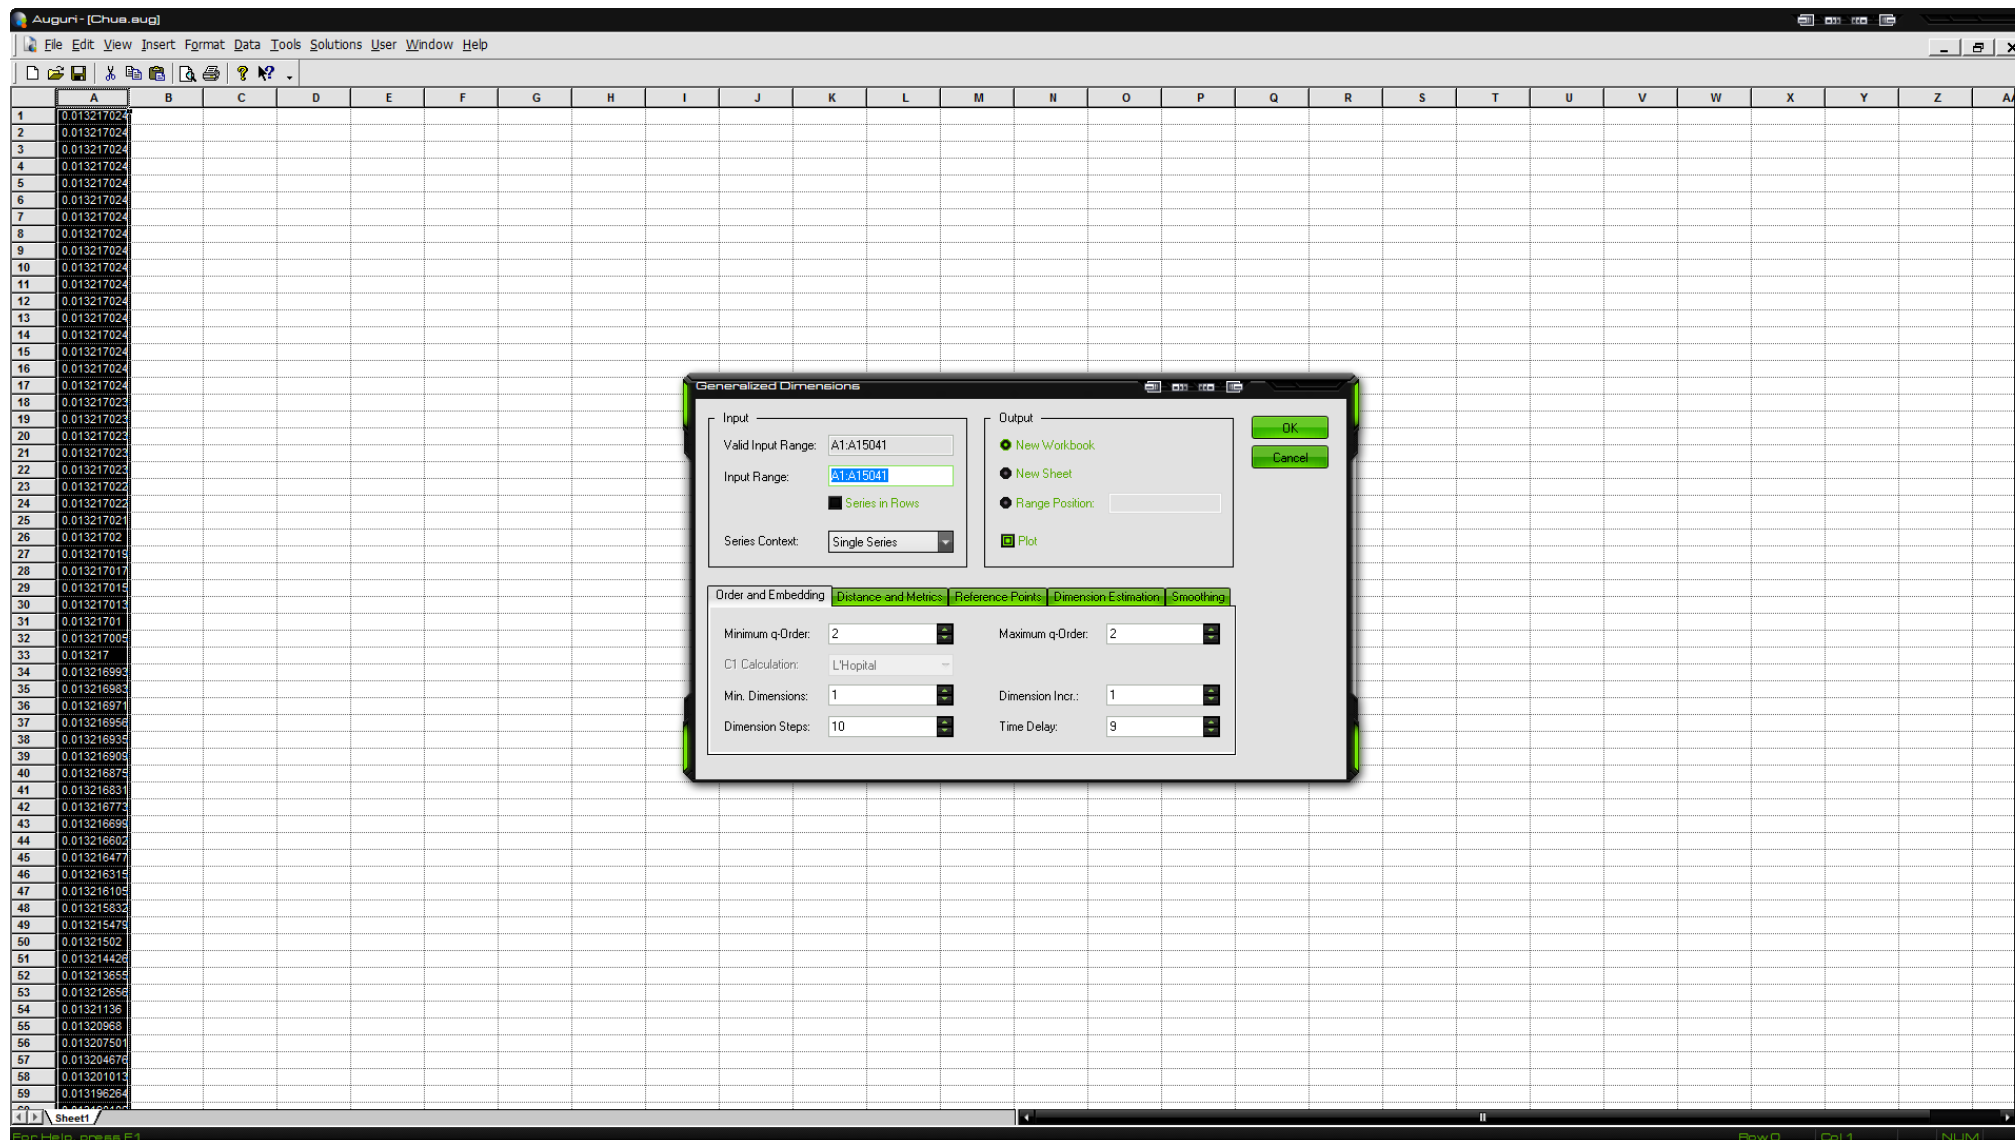 Auguri - [Chua.aug]
File Edit View Insert Format Data Tools Solutions User Window Help
A B C D E F G H I J K L M N O P Q R S T U V W X Y Z
1 0.013217024
2 0.013217024
3 0.013217024
4 0.013217024
5 0.013217024
6 0.013217024
7 0.013217024
8 0.013217024
9 0.013217024
10 0.013217024
11 0.013217024
12 0.013217024
13 0.013217024
14 0.013217024
15 0.013217024
16 0.013217024
17 0.013217024
18 0.013217023
19 0.013217023
20 0.013217023
21 0.013217023
22 0.013217023
23 0.013217022
24 0.013217022
25 0.013217021
26 0.01321702
27 0.013217019
28 0.013217017
29 0.013217015
30 0.013217013
31 0.01321701
32 0.013217005
33 0.013217
34 0.013216993
35 0.013216983
36 0.013216971
37 0.013216956
38 0.013216935
39 0.013216909
40 0.013216875
41 0.013216831
42 0.013216773
43 0.013216699
44 0.013216602
45 0.013216477
46 0.013216315
47 0.013216105
48 0.013215832
49 0.013215479
50 0.01321502
51 0.013214426
52 0.013213655
53 0.013212656
54 0.01321136
55 0.01320968
56 0.013207501
57 0.013204676
58 0.013201013
59 0.013196264
Generalized Dimensions
Input
Valid Input Range: A1:A15041
Input Range: A1:A15041
Series in Rows
Series Context: Single Series
Output
New Workbook
New Sheet
Range Position:
Plot
OK
Cancel
Order and Embedding Distance and Metrics Reference Points Dimension Estimation Smoothing
Minimum q-Order: 2 Maximum q-Order: 2
C1 Calculation: L'Hopital
Min. Dimensions: 1 Dimension Incr.: 1
Dimension Steps: 10 Time Delay: 9
Sheet1
For Help, press F1
Row 0 Col 1 NUM